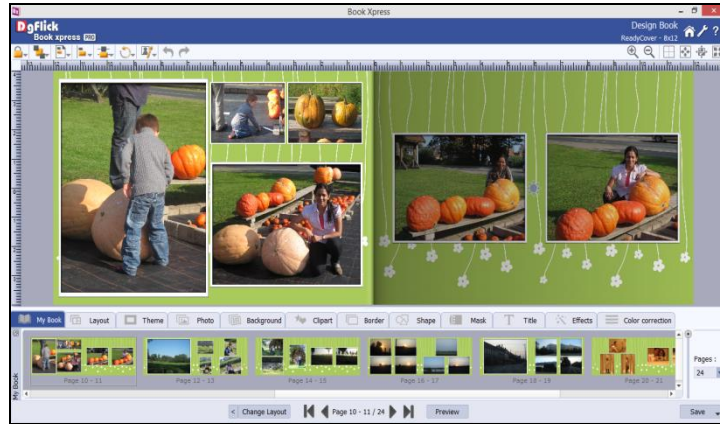 Book Xpress
DgFlick
Book xpress PRO
Design Book
ReadyCover - 8x12
My Book
Layout
Theme
Photo
Background
Clipart
Border
Shape
Mask
Title
Effects
Color correction
My Book
Page 10 - 11
Page 12 - 13
Page 14 - 15
Page 16 - 17
Page 18 - 19
Page 20 - 21
Pages :
24
< Change Layout
Page 10 - 11 / 24
Preview
Save